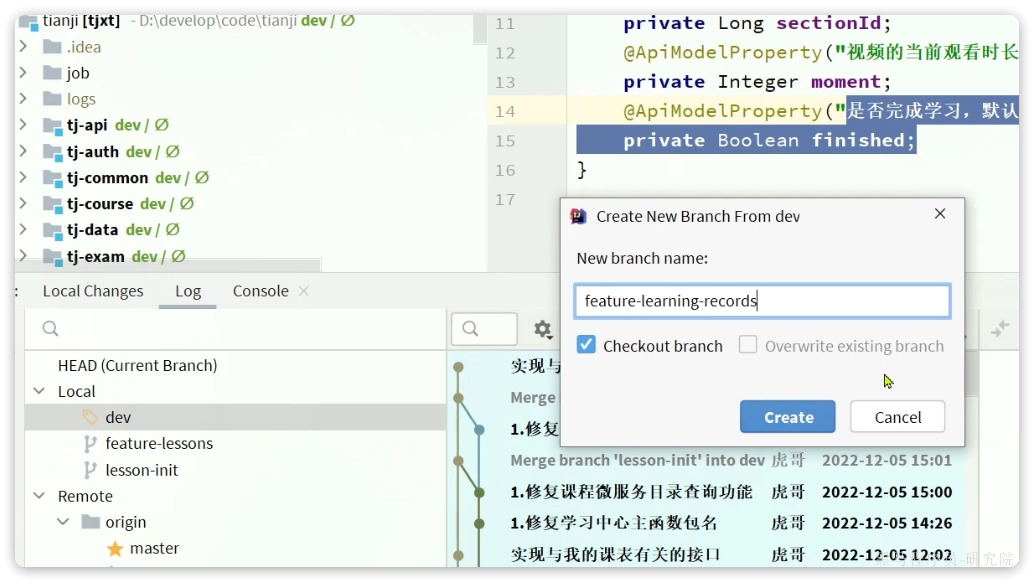 tianji [tjxt] - D:\develop\code\tianji dev / ∅
.idea
job
logs
tj-api dev / ∅
tj-auth dev / ∅
tj-common dev / ∅
tj-course dev / ∅
tj-data dev / ∅
tj-exam dev / ∅
11 private Long sectionId;
12 @ApiModelProperty("视频的当前观看时长
13 private Integer moment;
14 @ApiModelProperty("是否完成学习，默认
15 private Boolean finished;
16 }
17
Create New Branch From dev
New branch name:
feature-learning-records
Checkout branch
Overwrite existing branch
Create
Cancel
: Local Changes Log Console
HEAD (Current Branch)
Local
dev
feature-lessons
lesson-init
Remote
origin
master
实现与
Merge
1.修复
Merge branch 'lesson-init' into dev 虎哥 2022-12-05 15:01
1.修复课程微服务目录查询功能 虎哥 2022-12-05 15:00
1.修复学习中心主函数包名 虎哥 2022-12-05 14:26
实现与我的课表有关的接口 虎哥 2022-12-05 12:02